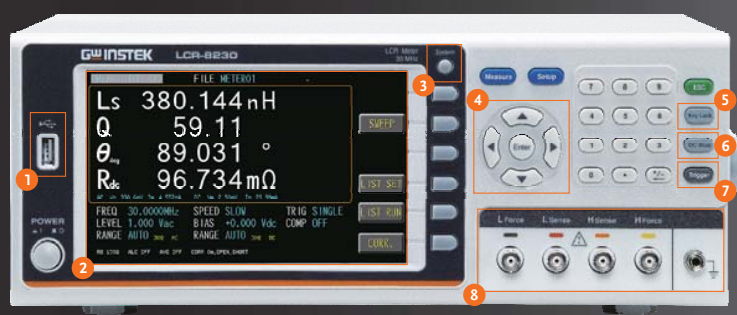 GWINSTEK LCR-8230
LCR Meter
30 MHz
System
FILE METER01
Ls 380.144nH
Q 59.11
θdeg 89.031 °
Rdc 96.734mΩ
SWEEP
LIST SET
LIST RUN
CORR.
FREQ 30.0000MHz SPEED SLOW TRIG SINGLE
LEVEL 1.000 Vac BIAS +0.000 Vdc COMP OFF
RANGE AUTO RANGE AUTO
POWER
Measure Setup
7 8 9 ESC
4 5 6 Key Lock
1 2 3 DC Bias
0 • +/- Trigger
Enter
L Force L Sense H Sense H Force
1
2
3
4
5
6
7
8